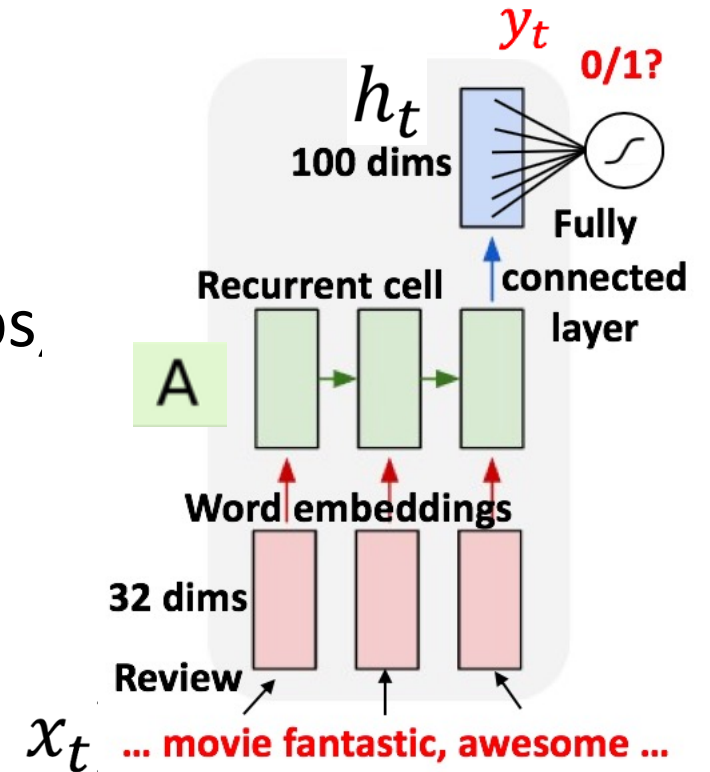 y_t
0/1?
h_t
100 dims
Fully
connected
layer
Recurrent cell
A
Word embeddings
32 dims
Review
x_t ... movie fantastic, awesome ...